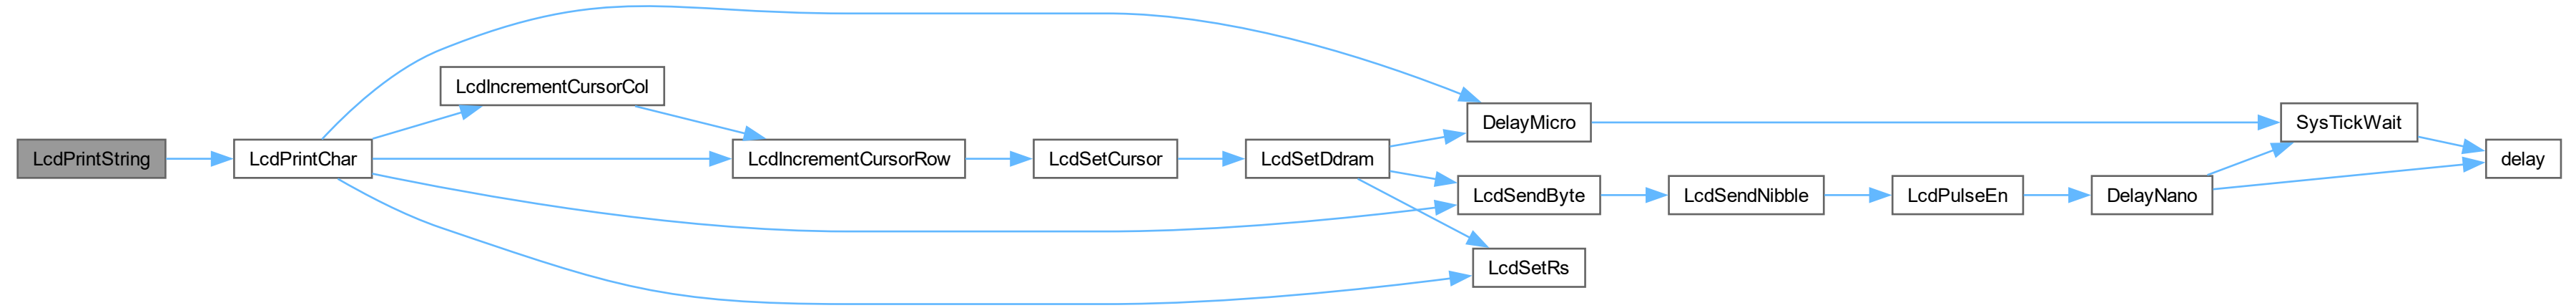 LcdPrintString
LcdPrintChar
LcdIncrementCursorCol
LcdIncrementCursorRow
LcdSetCursor
LcdSetDdram
DelayMicro
LcdSendByte
LcdSetRs
LcdSendNibble
LcdPulseEn
DelayNano
SysTickWait
delay